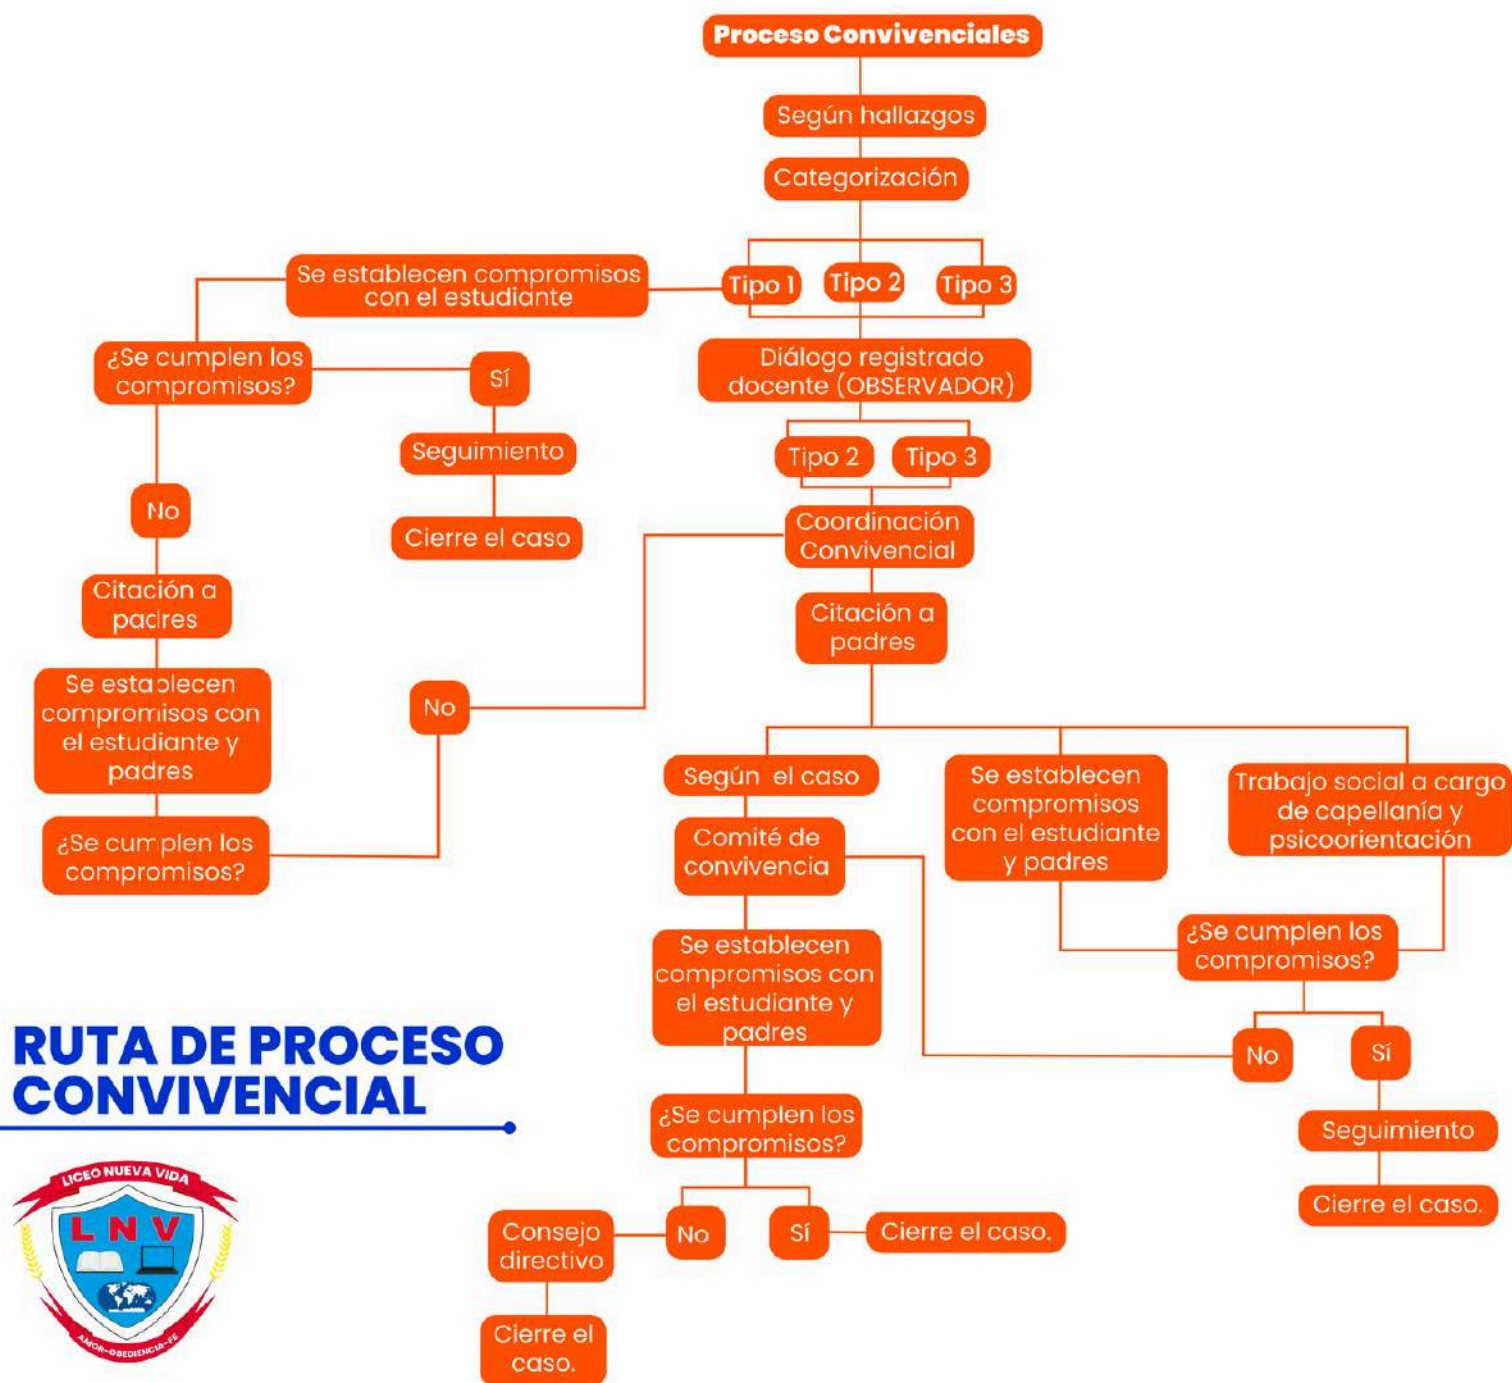 Proceso Convivenciales
Según hallazgos
Categorización
Tipo 1
Tipo 2
Tipo 3
Se establecen compromisos
con el estudiante
¿Se cumplen los
compromisos?
Sí
Seguimiento
Cierre el caso
No
Citación a
padres
Se establecen
compromisos con
el estudiante y
padres
¿Se cumplen los
compromisos?
No
Diálogo registrado
docente (OBSERVADOR)
Tipo 2
Tipo 3
Coordinación
Convivencial
Citación a
padres
Según el caso
Comité de
convivencia
Se establecen
compromisos con
el estudiante y
padres
¿Se cumplen los
compromisos?
No
Sí
Cierre el caso.
Consejo
directivo
Cierre el
caso.
Se establecen
compromisos
con el estudiante
y padres
Trabajo social a cargo
de capellanía y
psicoorientación
¿Se cumplen los
compromisos?
No
Sí
Seguimiento
Cierre el caso.
RUTA DE PROCESO
CONVIVENCIAL
LICEO NUEVA VIDA
LNV
AMOR-OBEDIENCIA-FE